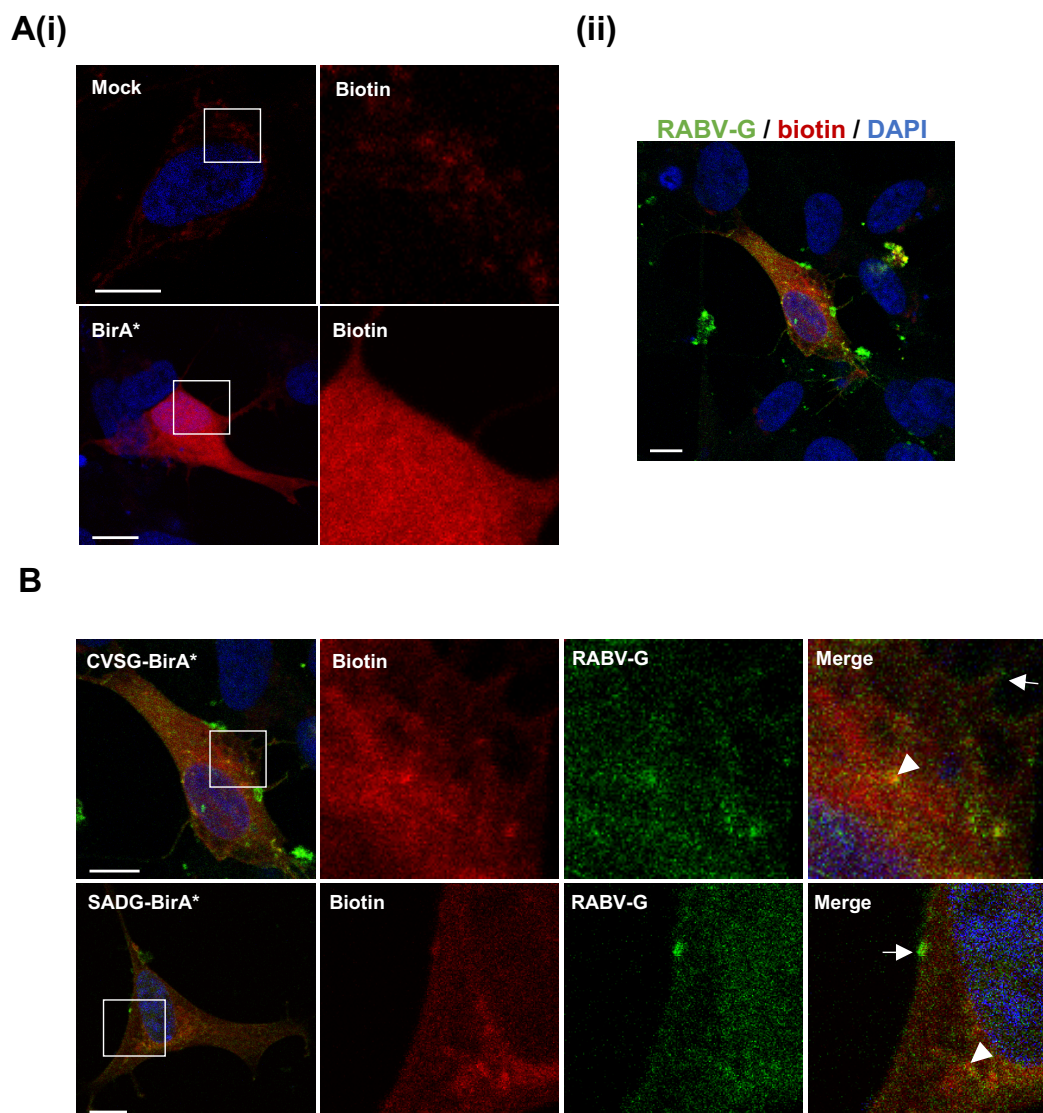 A(i)
(ii)
Mock
Biotin
RABV-G / biotin / DAPI
BirA*
Biotin
B
CVSG-BirA*
Biotin
RABV-G
Merge
SADG-BirA*
Biotin
RABV-G
Merge